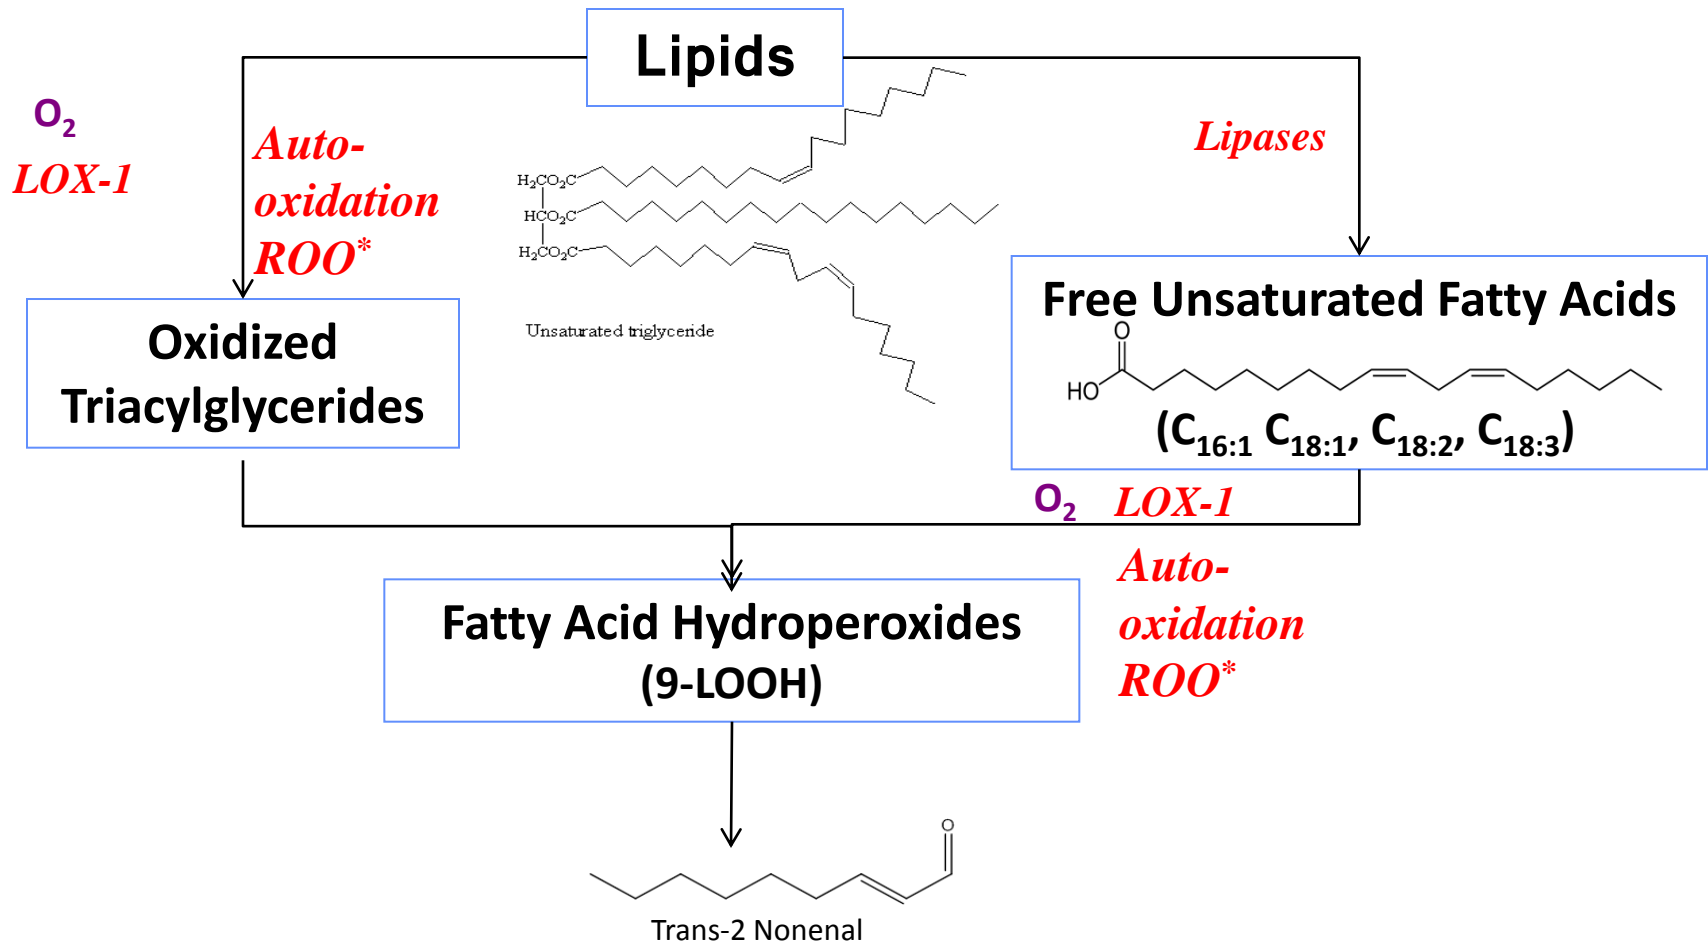 Lipids
O₂
LOX-1
Auto-
oxidation
ROO*
Lipases
H₂CO₂C
HCO₂C
H₂CO₂C
Unsaturated triglyceride
Oxidized
Triacylglycerides
Free Unsaturated Fatty Acids
O
HO
(C₁₆:₁ C₁₈:₁, C₁₈:₂, C₁₈:₃)
O₂ LOX-1
Auto-
oxidation
ROO*
Fatty Acid Hydroperoxides
(9-LOOH)
O
Trans-2 Nonenal